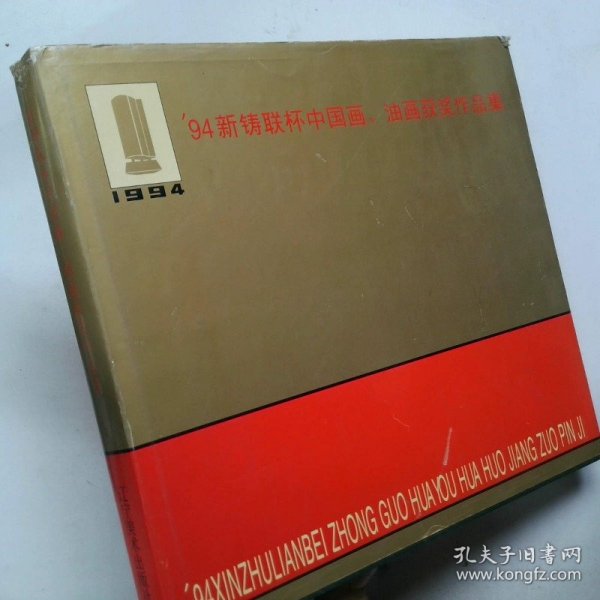 '94新铸联杯中国画、油画获奖作品集
1994
'94XINZHULIANBEI ZHONG GUO HUA YOU HUA HUO JIANG ZUO PIN JI
孔夫子旧书网
www.kongfz.com